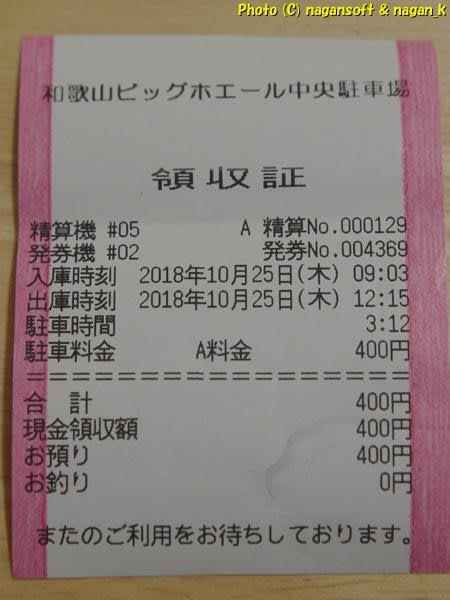 Photo (C) nagansoft & nagan_k
和歌山ビッグホエール中央駐車場
領収証
精算機 #05 A 精算No.000129
発券機 #02 発券No.004369
入庫時刻 2018年10月25日(木) 09:03
出庫時刻 2018年10月25日(木) 12:15
駐車時間 3:12
駐車料金 A料金 400円
==================
合 計 400円
現金領収額 400円
お預り 400円
お釣り 0円
またのご利用をお待ちしております。